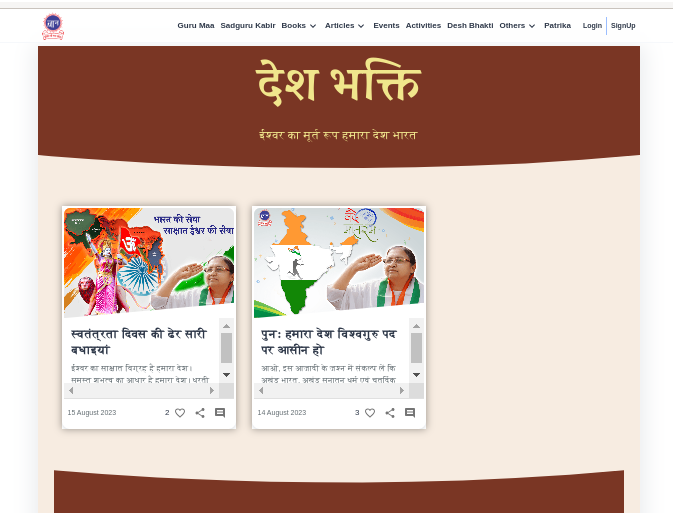 Guru Maa Sadguru Kabir Books Articles Events Activities Desh Bhakti Others Patrika Login SignUp
देश भक्ति
ईश्वर का मूर्त रूप हमारा देश भारत
भारत की सेवा
साक्षात ईश्वर की सेवा
स्वतंत्रता दिवस की ढेर सारी
बधाइयां
ईश्वर का साक्षात विग्रह है हमारा देश।
समस्त शुभत्व का आधार है हमारा देश। धरती
15 August 2023 2
पुनः हमारा देश विश्वगुरु पद
पर आसीन हो
आओ, इस आज़ादी के जश्न में संकल्प लें कि
अखंड भारत, अखंड सनातन धर्म एवं चतुर्दिक
14 August 2023 3